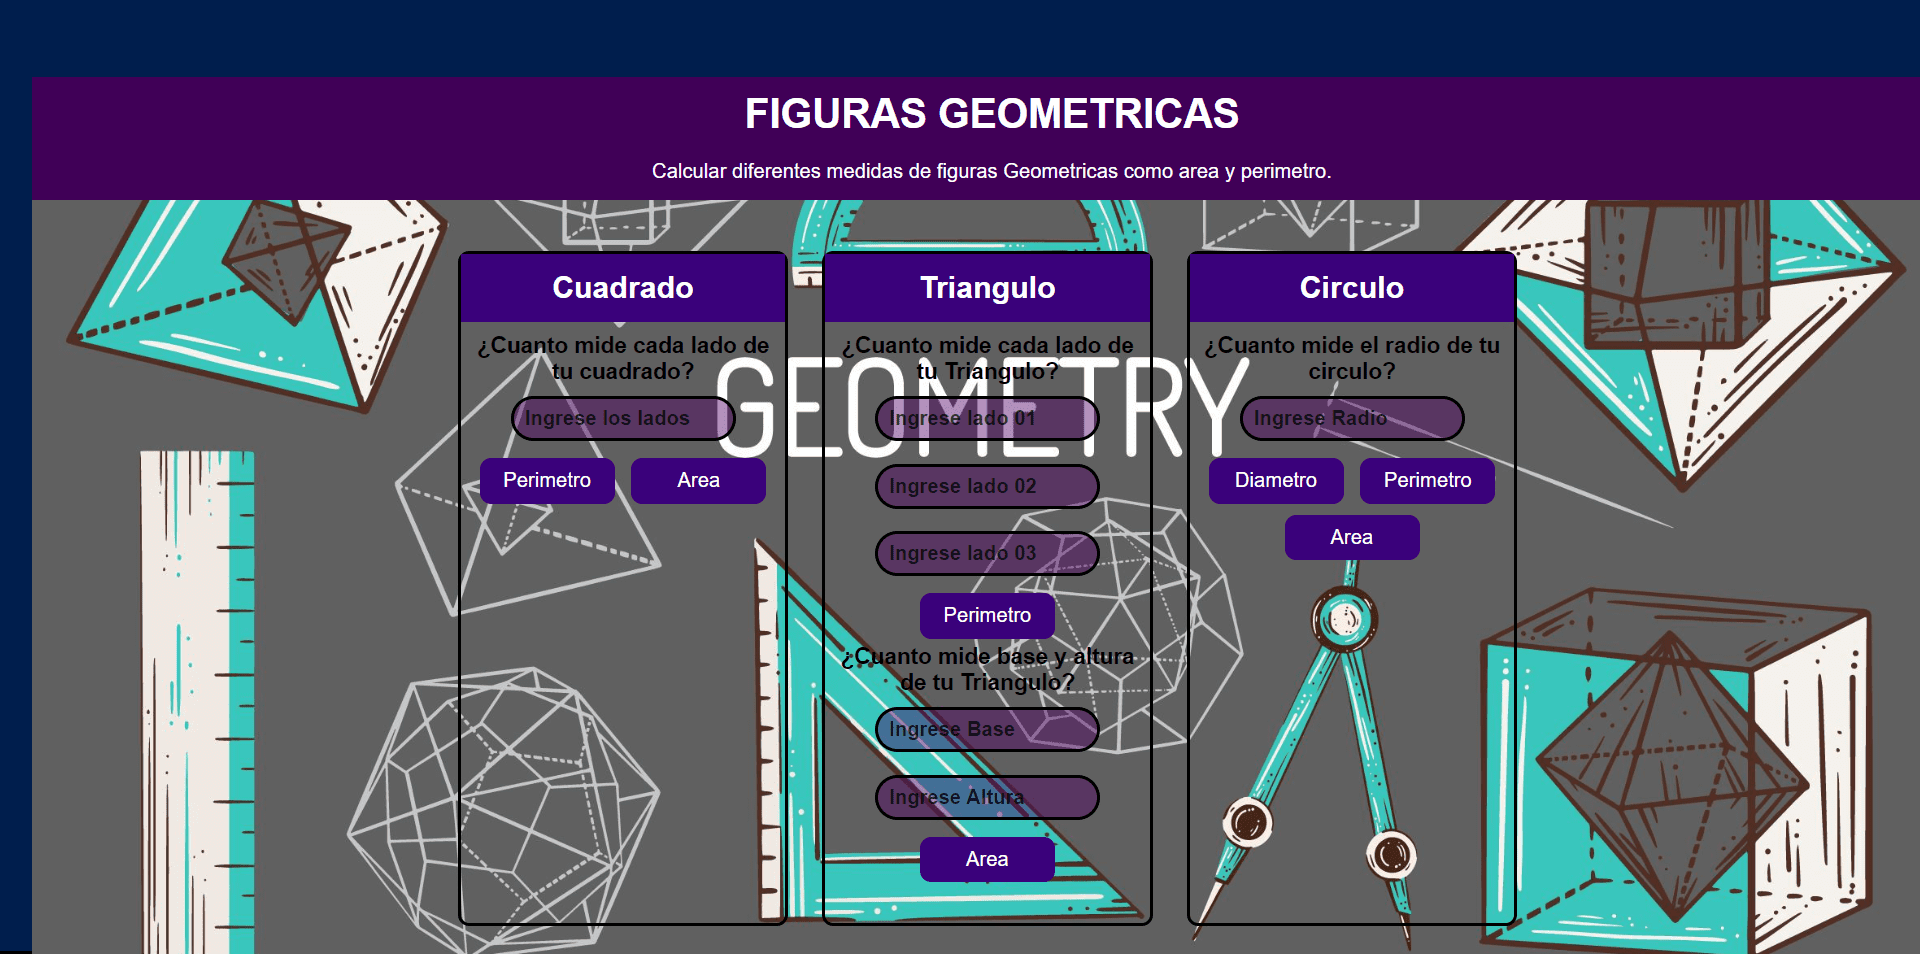 FIGURAS GEOMETRICAS
Calcular diferentes medidas de figuras Geometricas como area y perimetro.
GEOMETRY
Cuadrado
¿Cuanto mide cada lado de
tu cuadrado?
Ingrese los lados
Perimetro
Area
Triangulo
¿Cuanto mide cada lado de
tu Triangulo?
Ingrese lado 01
Ingrese lado 02
Ingrese lado 03
Perimetro
¿Cuanto mide base y altura
de tu Triangulo?
Ingrese Base
Ingrese Altura
Area
Circulo
¿Cuanto mide el radio de tu
circulo?
Ingrese Radio
Diametro
Perimetro
Area